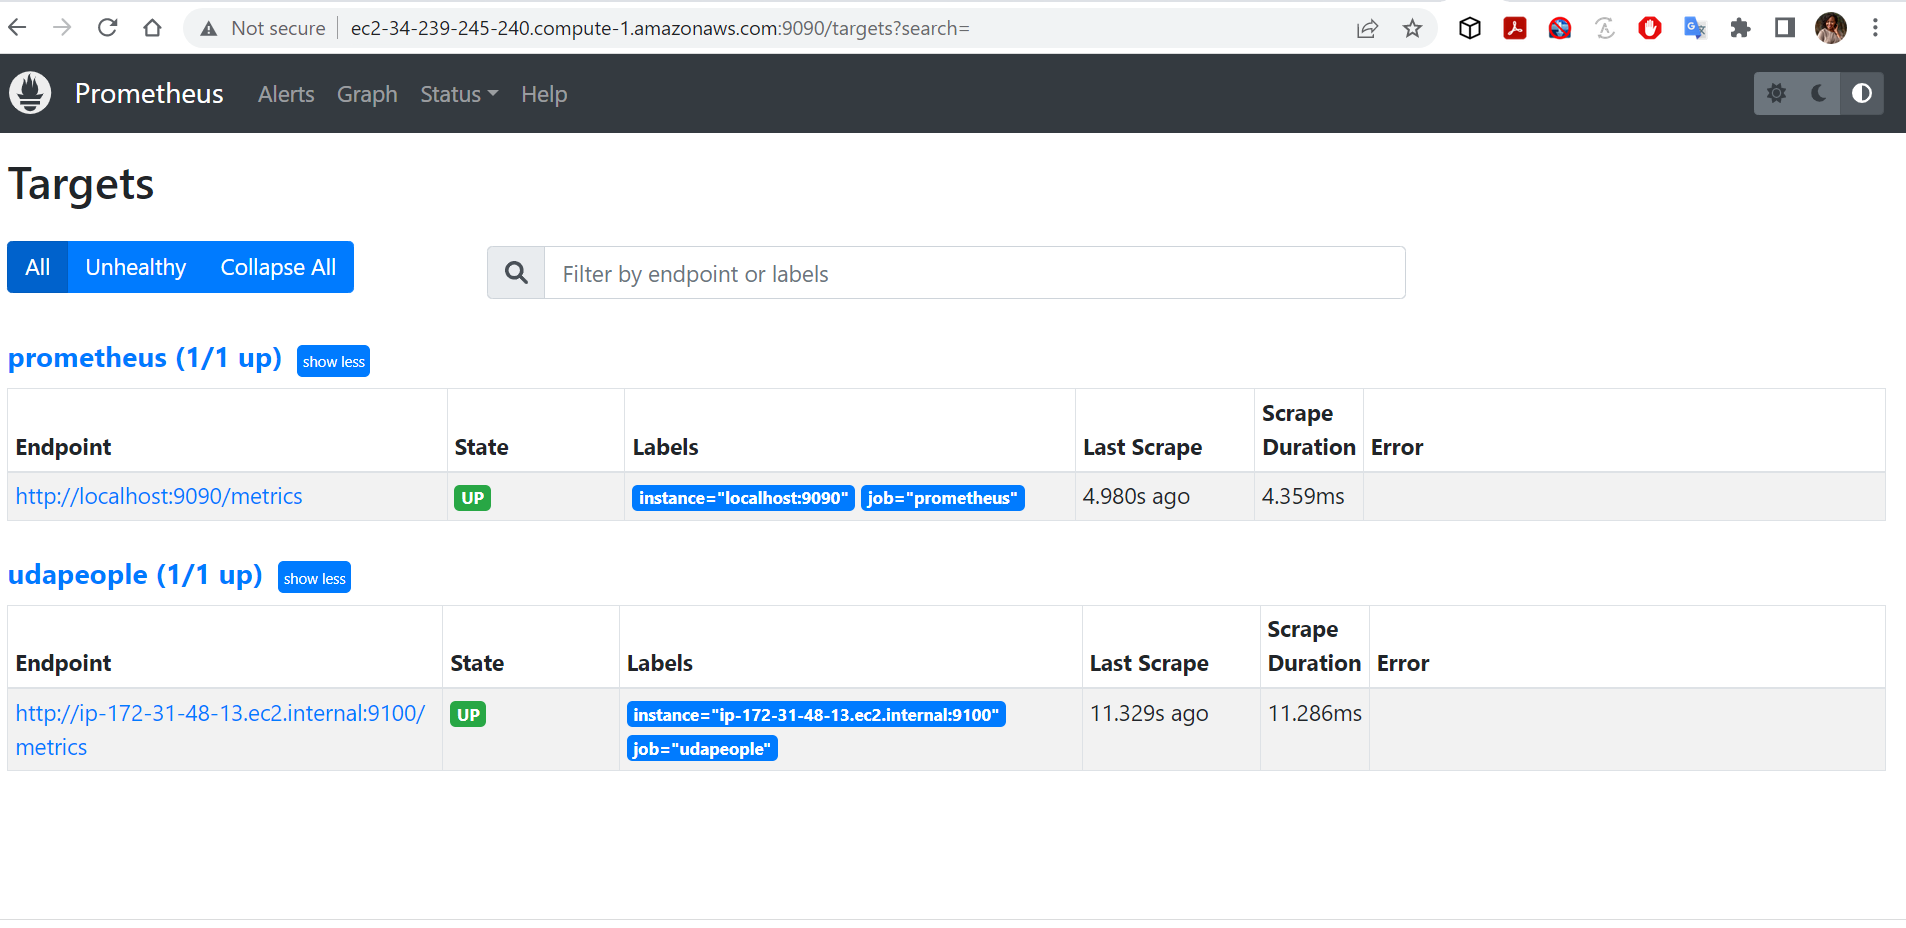 Not secure ec2-34-239-245-240.compute-1.amazonaws.com:9090/targets?search=
Prometheus Alerts Graph Status Help
Targets
All Unhealthy Collapse All Filter by endpoint or labels
prometheus (1/1 up) show less
Scrape
Endpoint State Labels Last Scrape Duration Error
http://localhost:9090/metrics UP instance="localhost:9090" job="prometheus" 4.980s ago 4.359ms
udapeople (1/1 up) show less
Scrape
Endpoint State Labels Last Scrape Duration Error
http://ip-172-31-48-13.ec2.internal:9100/ UP instance="ip-172-31-48-13.ec2.internal:9100" 11.329s ago 11.286ms
metrics job="udapeople"